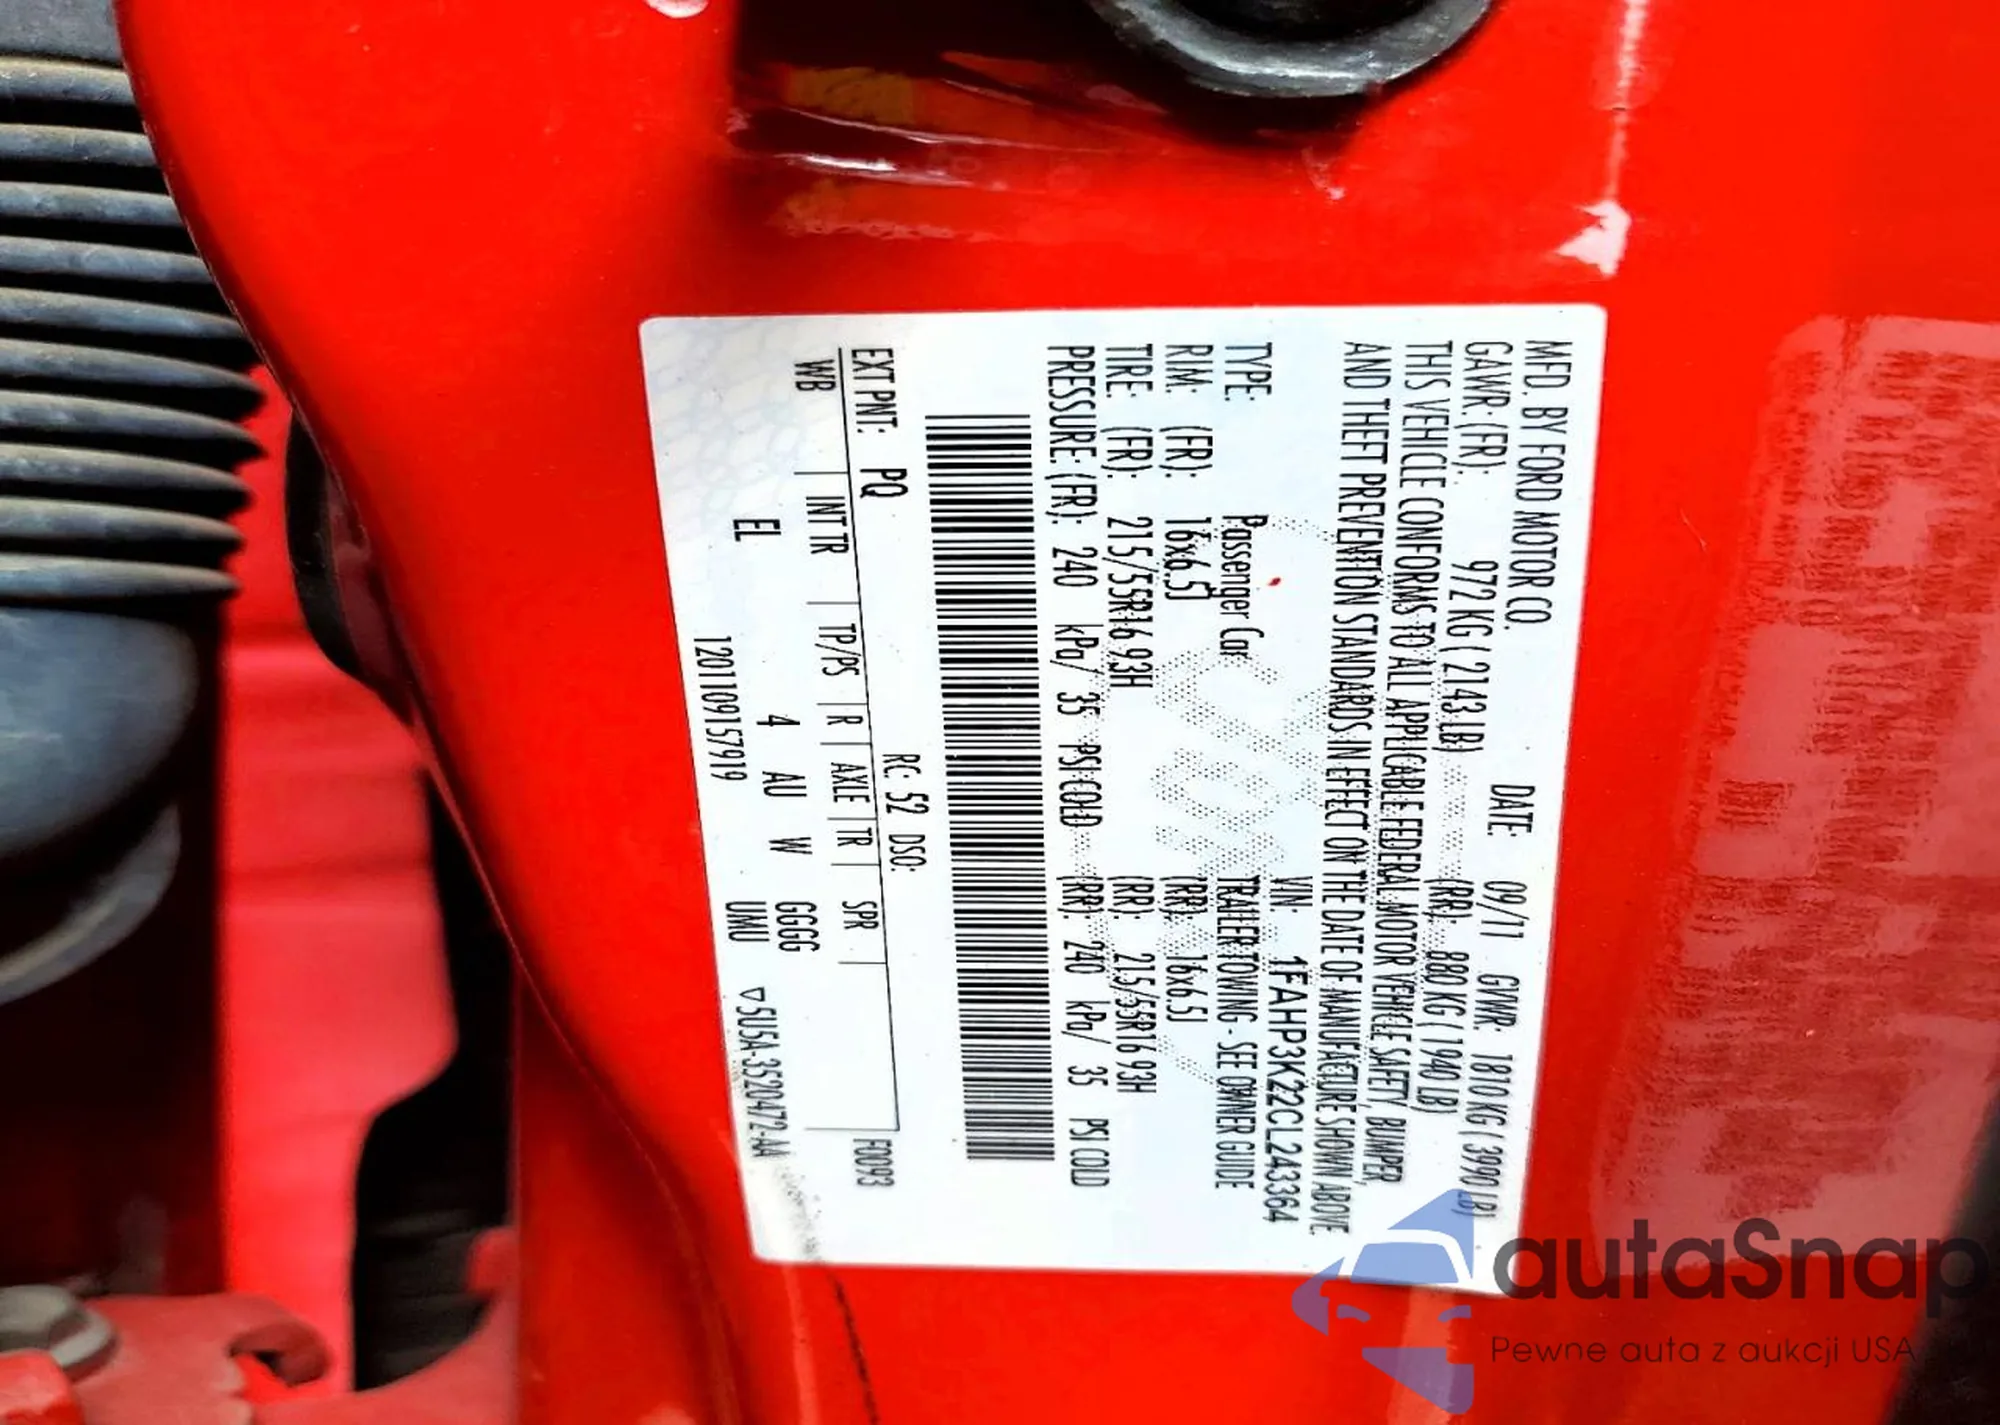 MFD. BY FORD MOTOR CO.
DATE: 09/11 GVWR: 1810 KG ( 3990 LB)
GAWR: (FR): 972 KG ( 2143 LB) (RR): 880 KG ( 1940 LB)
THIS VEHICLE CONFORMS TO ALL APPLICABLE FEDERAL MOTOR VEHICLE SAFETY, BUMPER,
AND THEFT PREVENTION STANDARDS IN EFFECT ON THE DATE OF MANUFACTURE SHOWN ABOVE.
VIN: 1FAHP3K22CL243364
TYPE: Passenger Car TRAILER TOWING - SEE OWNER GUIDE
RIM: (FR): 16x6.5J (RR): 16x6.5J
TIRE: (FR): 215/55R16 93H (RR): 215/55R16 93H
PRESSURE: (FR): 240 kPa/ 35 PSI COLD (RR): 240 kPa/ 35 PSI COLD
EXT PNT: PQ RC: 52 DSO:
F0093
WB INT TR TP/PS R AXLE TR SPR
EL 4 AU W GGGG
UMU
1201109157919
▽5U5A-3520472-AA
autaSnap
Pewne auta z aukcji USA